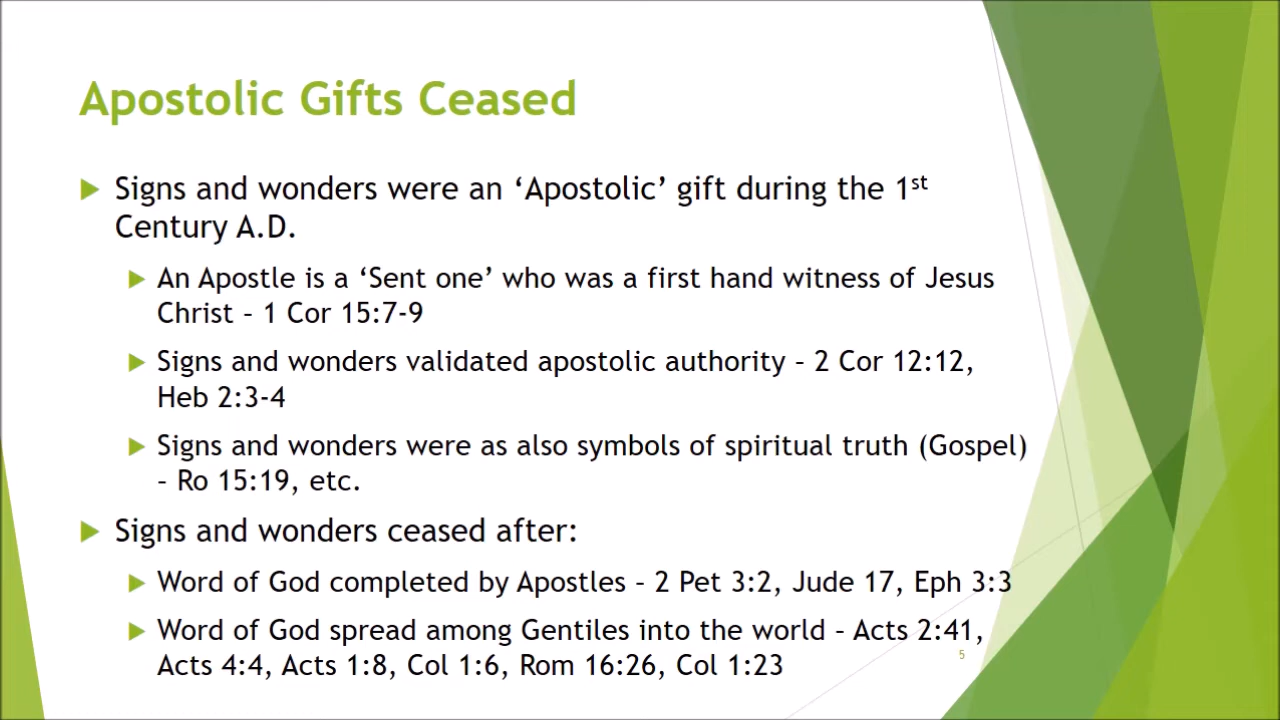 Apostolic Gifts Ceased
Signs and wonders were an ‘Apostolic’ gift during the 1st
Century A.D.
An Apostle is a ‘Sent one’ who was a first hand witness of Jesus
Christ – 1 Cor 15:7-9
Signs and wonders validated apostolic authority – 2 Cor 12:12,
Heb 2:3-4
Signs and wonders were as also symbols of spiritual truth (Gospel)
– Ro 15:19, etc.
Signs and wonders ceased after:
Word of God completed by Apostles – 2 Pet 3:2, Jude 17, Eph 3:3
Word of God spread among Gentiles into the world – Acts 2:41,
Acts 4:4, Acts 1:8, Col 1:6, Rom 16:26, Col 1:23
5